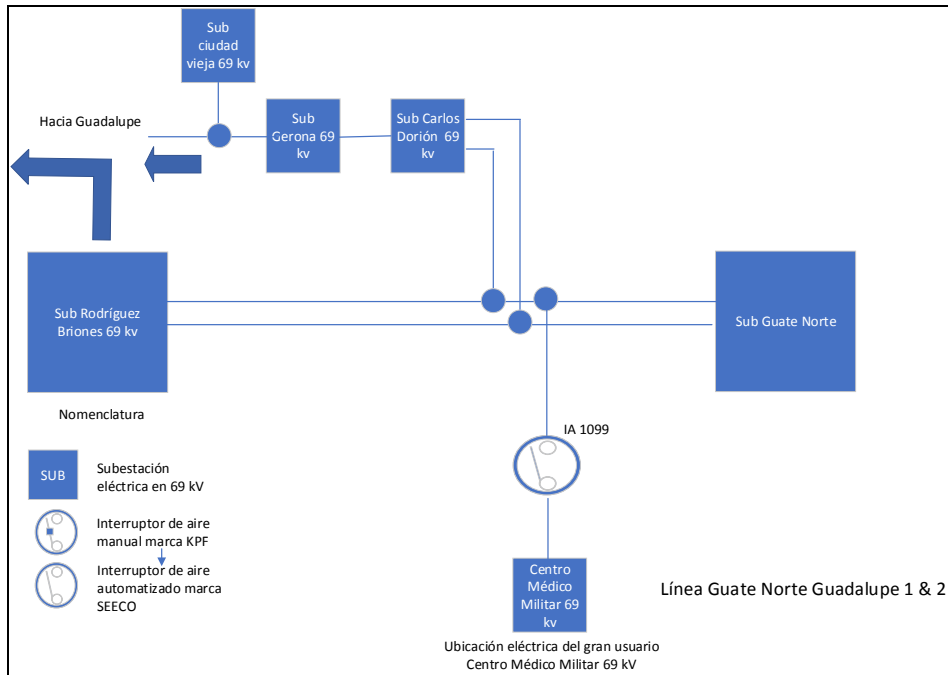 Sub
ciudad
vieja 69 kv
Hacia Guadalupe
Sub
Gerona 69
kv
Sub Carlos
Dorión 69
kv
Sub Rodríguez
Briones 69 kv
Sub Guate Norte
Nomenclatura
IA 1099
SUB
Subestación
eléctrica en 69 kV
Interruptor de aire
manual marca KPF
Interruptor de aire
automatizado marca
SEECO
Centro
Médico
Militar 69
kv
Línea Guate Norte Guadalupe 1 & 2
Ubicación eléctrica del gran usuario
Centro Médico Militar 69 kV